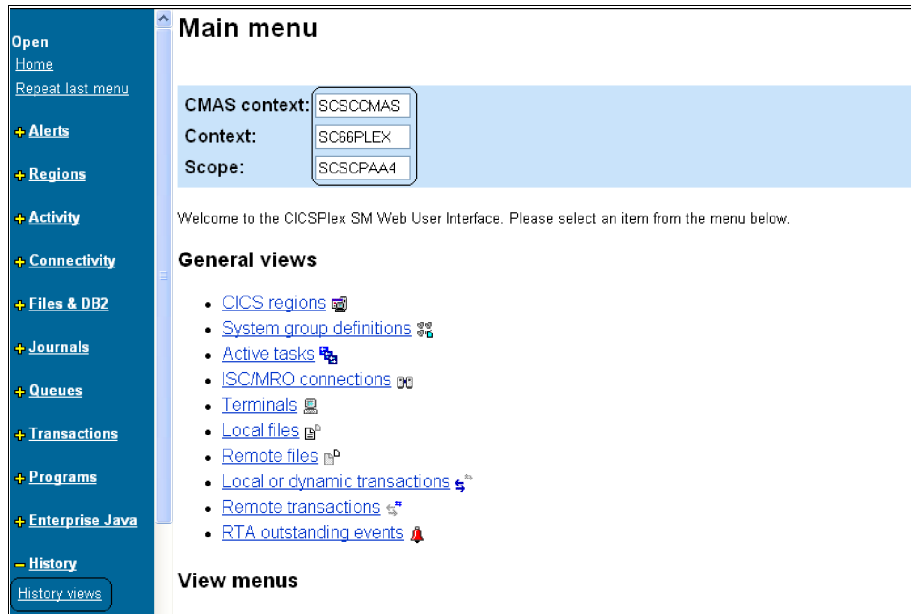 Open
Home
Repeat last menu
Alerts
Regions
Activity
Connectivity
Files & DB2
Journals
Queues
Transactions
Programs
Enterprise Java
History
History views
Main menu
CMAS context: SCSCCMAS
Context: SC66PLEX
Scope: SCSCPAA4
Welcome to the CICSPlex SM Web User Interface. Please select an item from the menu below.
General views
CICS regions
System group definitions
Active tasks
ISC/MRO connections
Terminals
Local files
Remote files
Local or dynamic transactions
Remote transactions
RTA outstanding events
View menus